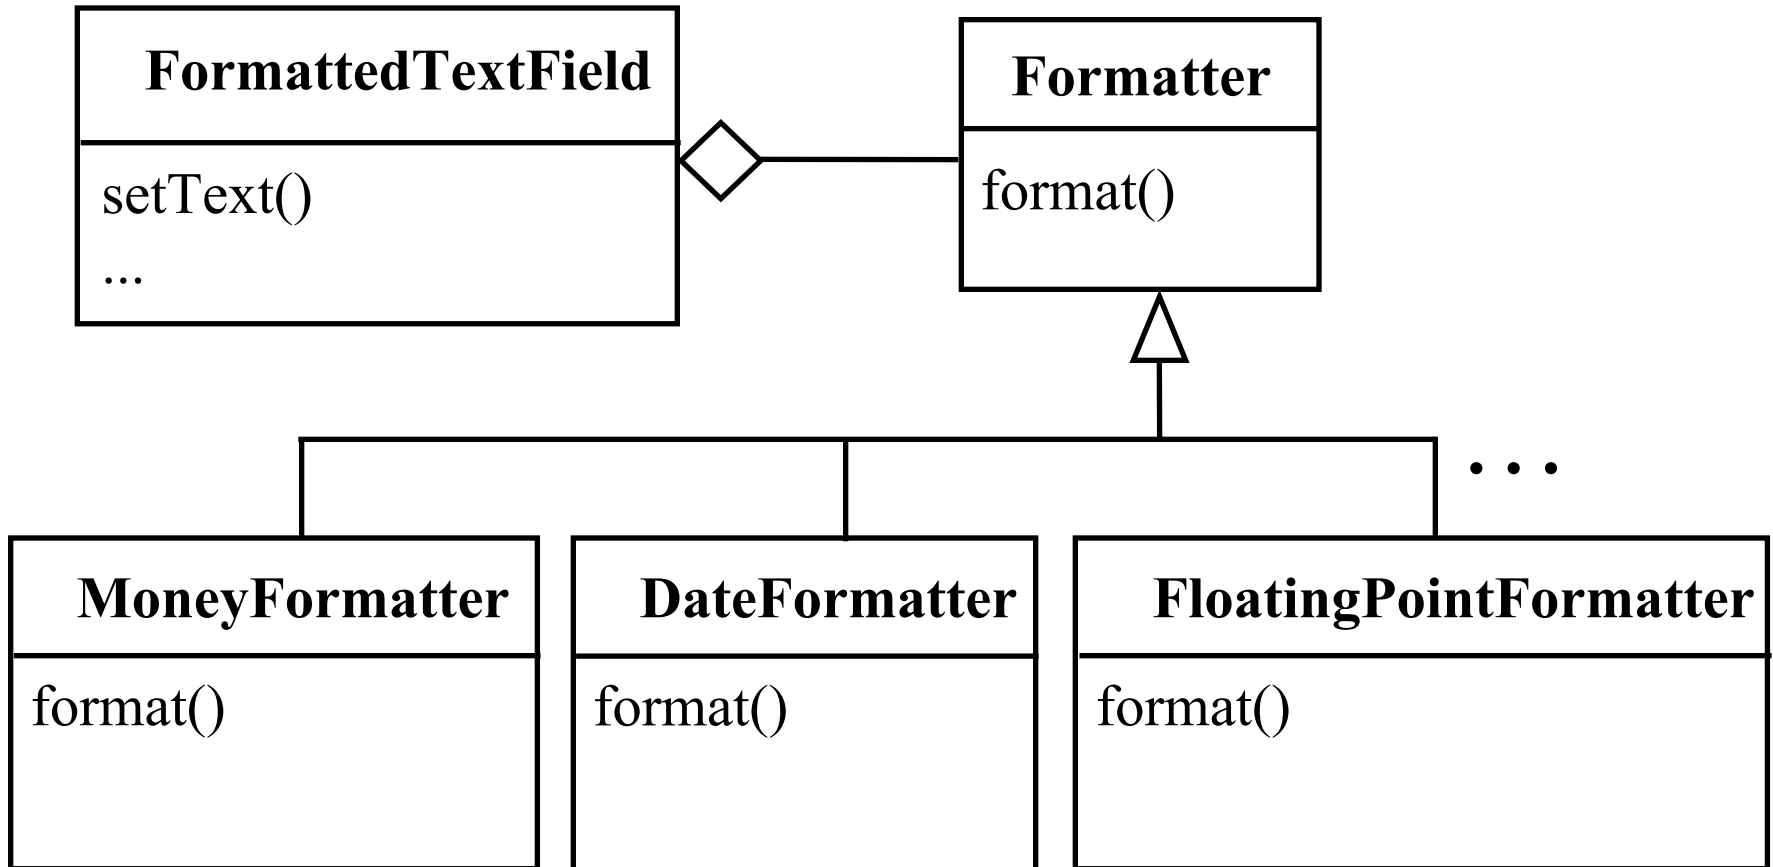 FormattedTextField
setText()
...
Formatter
format()
. . .
MoneyFormatter
format()
DateFormatter
format()
FloatingPointFormatter
format()